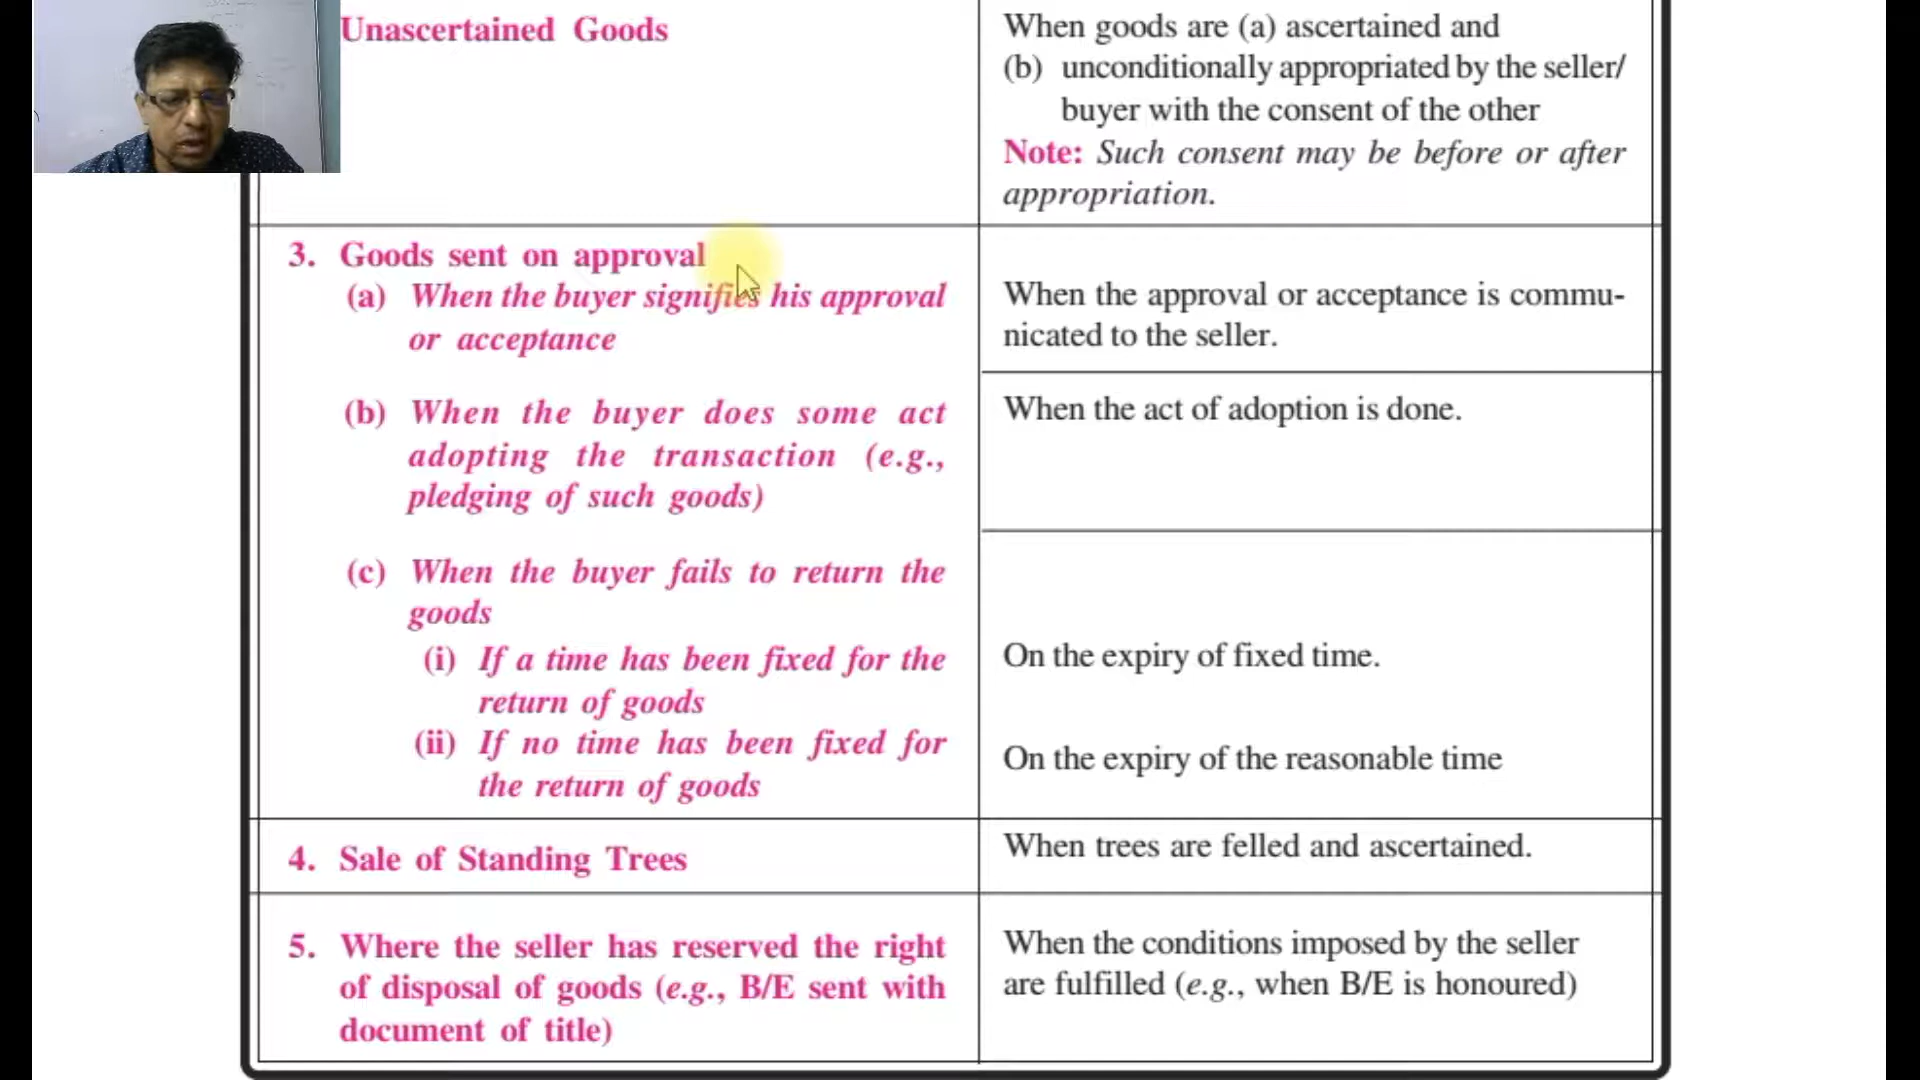 Unascertained Goods
When goods are (a) ascertained and
(b) unconditionally appropriated by the seller/
buyer with the consent of the other
Note: Such consent may be before or after
appropriation.
3. Goods sent on approval
(a) When the buyer signifies his approval
or acceptance
When the approval or acceptance is commu-
nicated to the seller.
(b) When the buyer does some act
adopting the transaction (e.g.,
pledging of such goods)
When the act of adoption is done.
(c) When the buyer fails to return the
goods
(i) If a time has been fixed for the
return of goods
On the expiry of fixed time.
(ii) If no time has been fixed for
the return of goods
On the expiry of the reasonable time
4. Sale of Standing Trees
When trees are felled and ascertained.
5. Where the seller has reserved the right
of disposal of goods (e.g., B/E sent with
document of title)
When the conditions imposed by the seller
are fulfilled (e.g., when B/E is honoured)